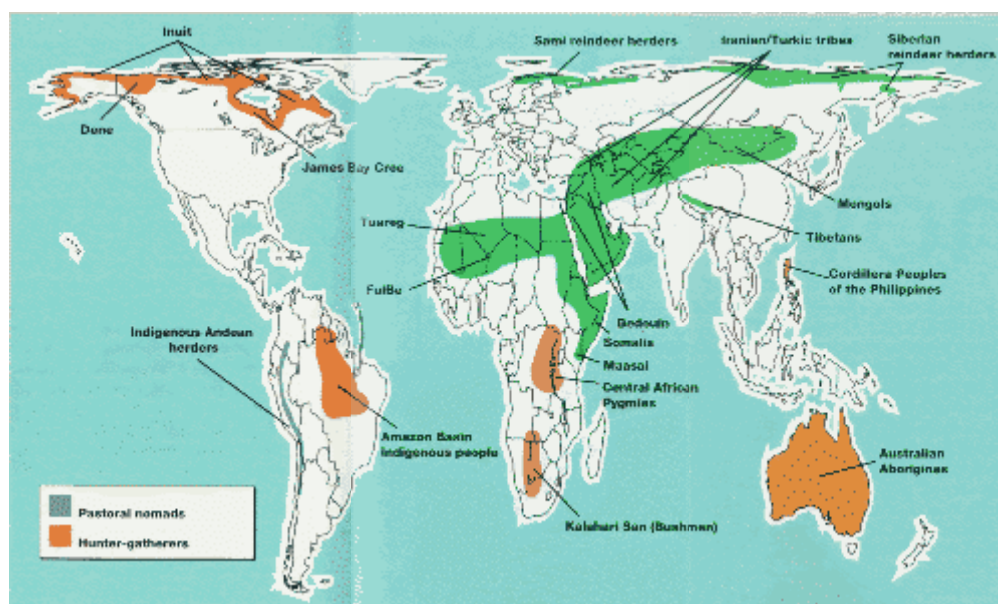 Inuit
Sami reindeer herders
Iranian/Turkic tribes
Siberian
reindeer herders
Dene
James Bay Cree
Mongols
Tuareg
Tibetans
FulBe
Cordillera Peoples
of the Philippines
Bedouin
Indigenous Andean
herders
Somalis
Maasai
Central African
Pygmies
Amazon Basin
Indigenous people
Australian
Aborigines
Pastoral nomads
Kalahari San (Bushmen)
Hunter-gatherers